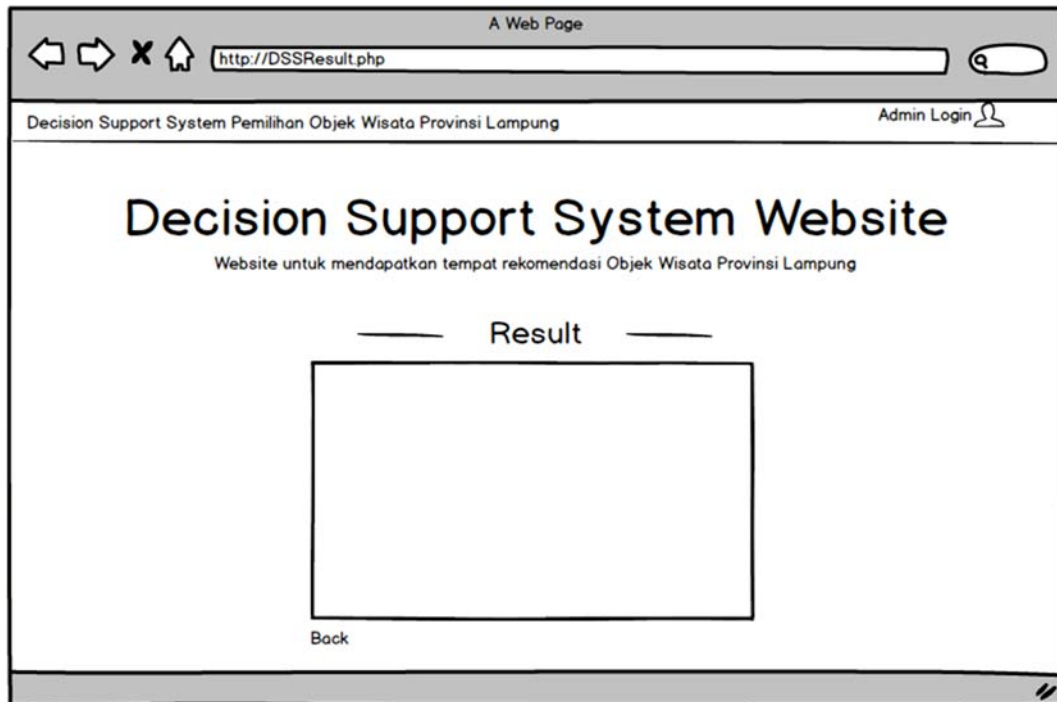 A Web Page
http://DSSResult.php
Decision Support System Pemilihan Objek Wisata Provinsi Lampung
Admin Login
Decision Support System Website
Website untuk mendapatkan tempat rekomendasi Objek Wisata Provinsi Lampung
Result
Back